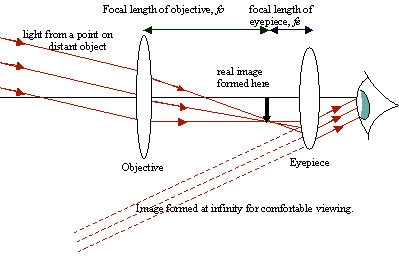 Focal length of objective, fo
focal length of
eyepiece, fe
light from a point on
distant object
real image
formed here
Objective
Eyepiece
Image formed at infinity for comfortable viewing.